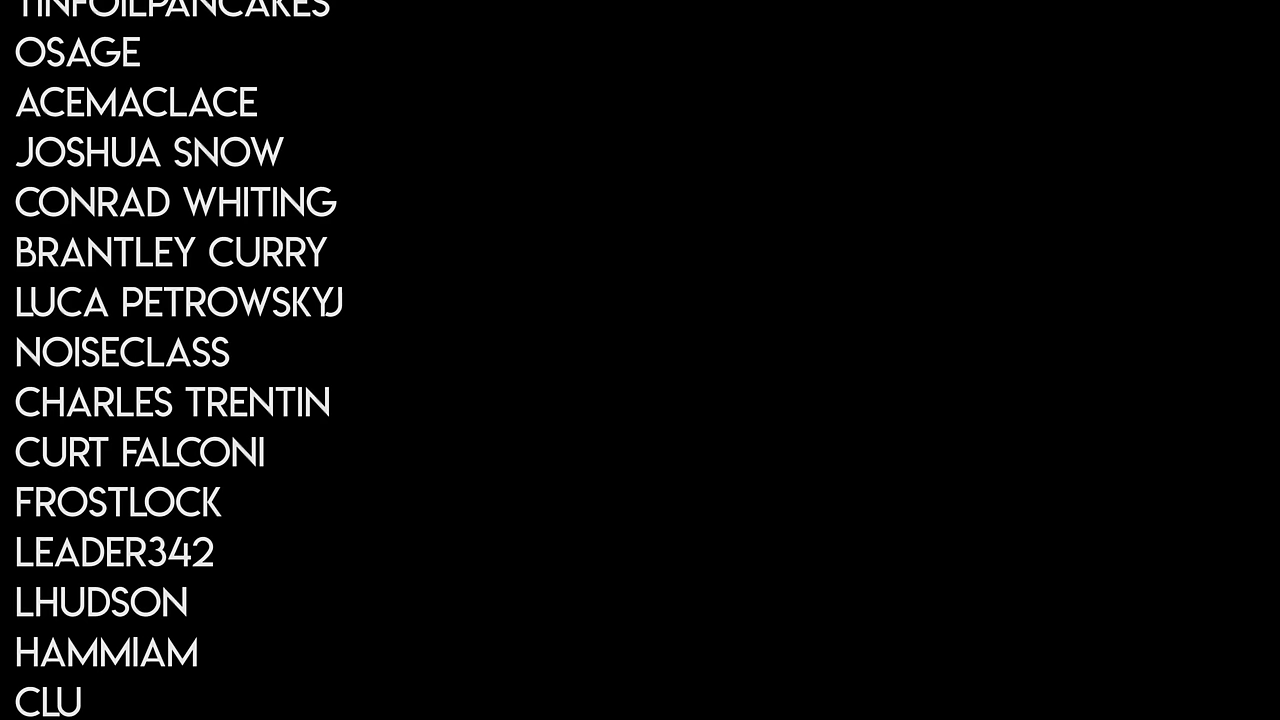 TINFOILPANCAKES
OSAGE
ACEMACLACE
JOSHUA SNOW
CONRAD WHITING
BRANTLEY CURRY
LUCA PETROWSKYJ
NOISECLASS
CHARLES TRENTIN
CURT FALCONI
FROSTLOCK
LEADER342
LHUDSON
HAMMIAM
CLU